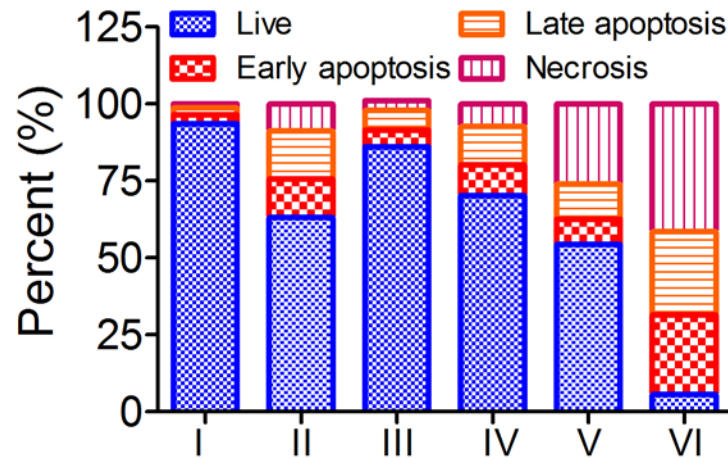 Percent (%)
125
100
75
50
25
0
Live
Late apoptosis
Early apoptosis
Necrosis
I II III IV V VI